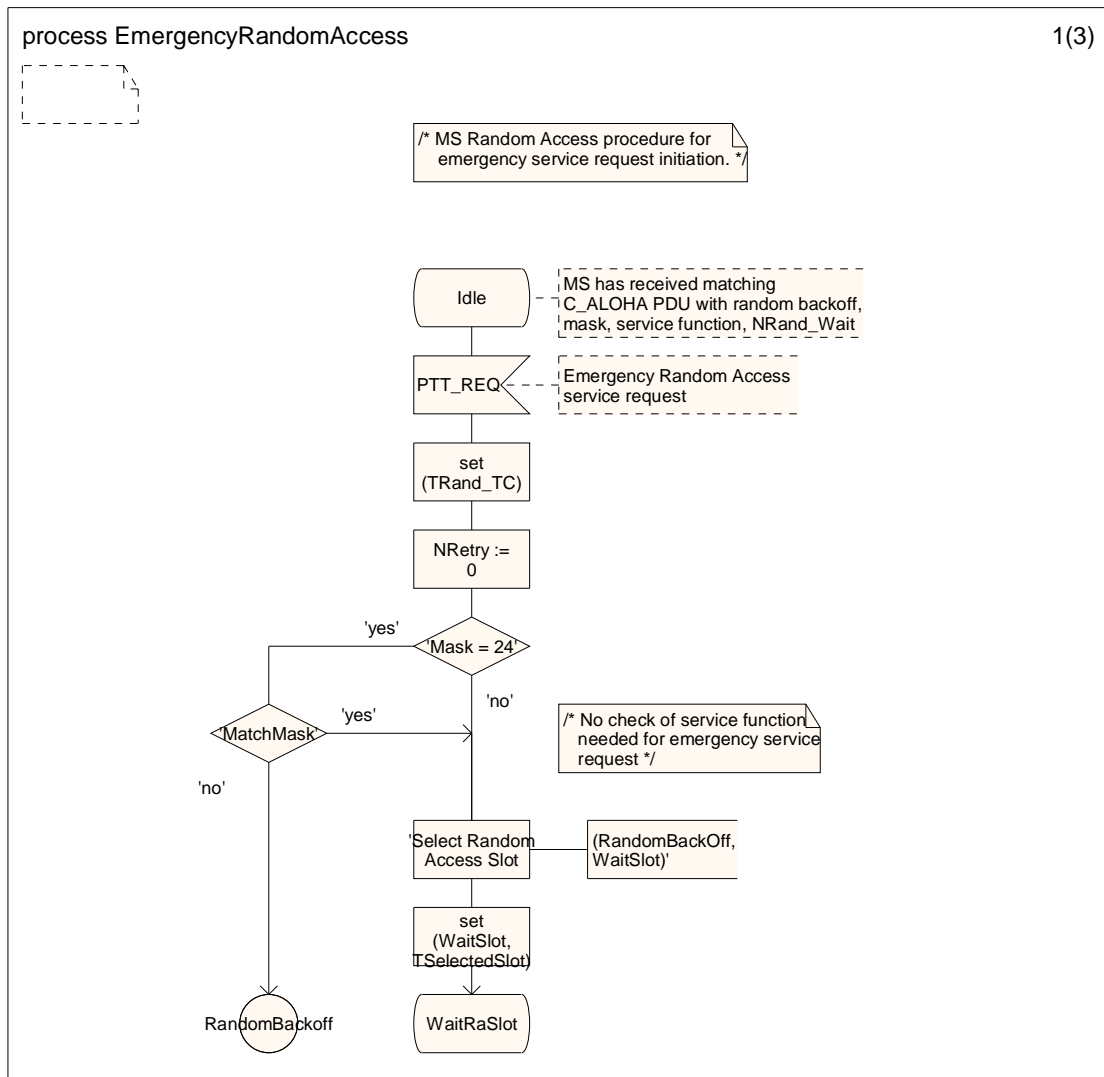 process EmergencyRandomAccess
1(3)
/* MS Random Access procedure for
emergency service request initiation. */
Idle
MS has received matching
C_ALOHA PDU with random backoff,
mask, service function, NRand_Wait
PTT_REQ
Emergency Random Access
service request
set
(TRand_TC)
NRetry :=
0
'yes'
'Mask = 24'
'no'
'MatchMask'
'yes'
/* No check of service function
needed for emergency service
request */
'no'
'Select Random
Access Slot
(RandomBackOff,
WaitSlot)'
set
(WaitSlot,
TSelectedSlot)
RandomBackoff
WaitRaSlot